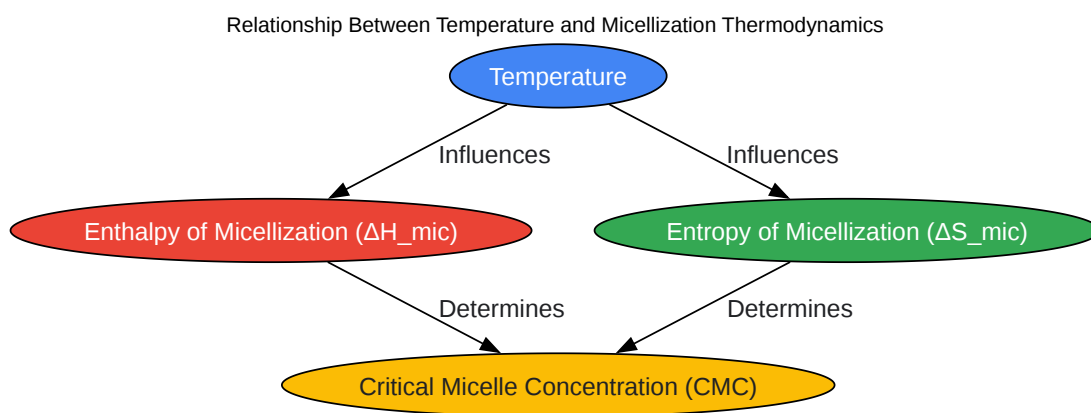 Relationship Between Temperature and Micellization Thermodynamics
Temperature
Influences
Influences
Enthalpy of Micellization (ΔH_mic)
Entropy of Micellization (ΔS_mic)
Determines
Determines
Critical Micelle Concentration (CMC)